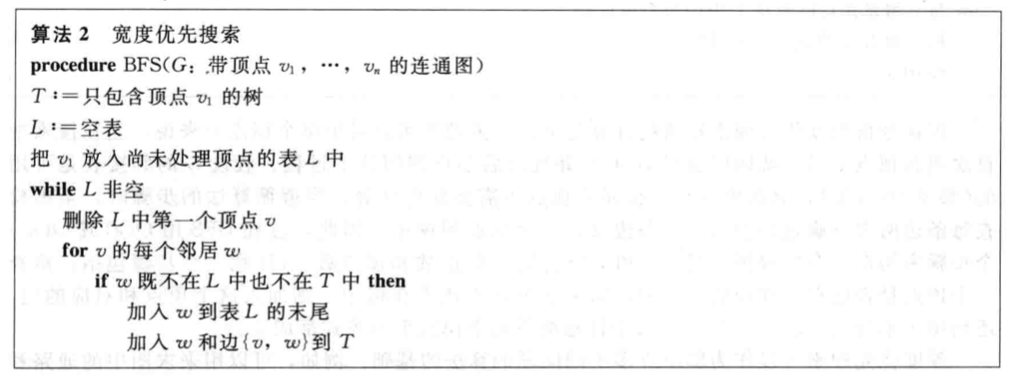 算法 2 宽度优先搜索
procedure BFS(G: 带顶点 v₁, ⋯, vₙ 的连通图)
T:=只包含顶点 v₁ 的树
L:=空表
把 v₁ 放入尚未处理顶点的表 L 中
while L 非空
删除 L 中第一个顶点 v
for v 的每个邻居 w
if w 既不在 L 中也不在 T 中 then
加入 w 到表 L 的末尾
加入 w 和边{v, w}到 T